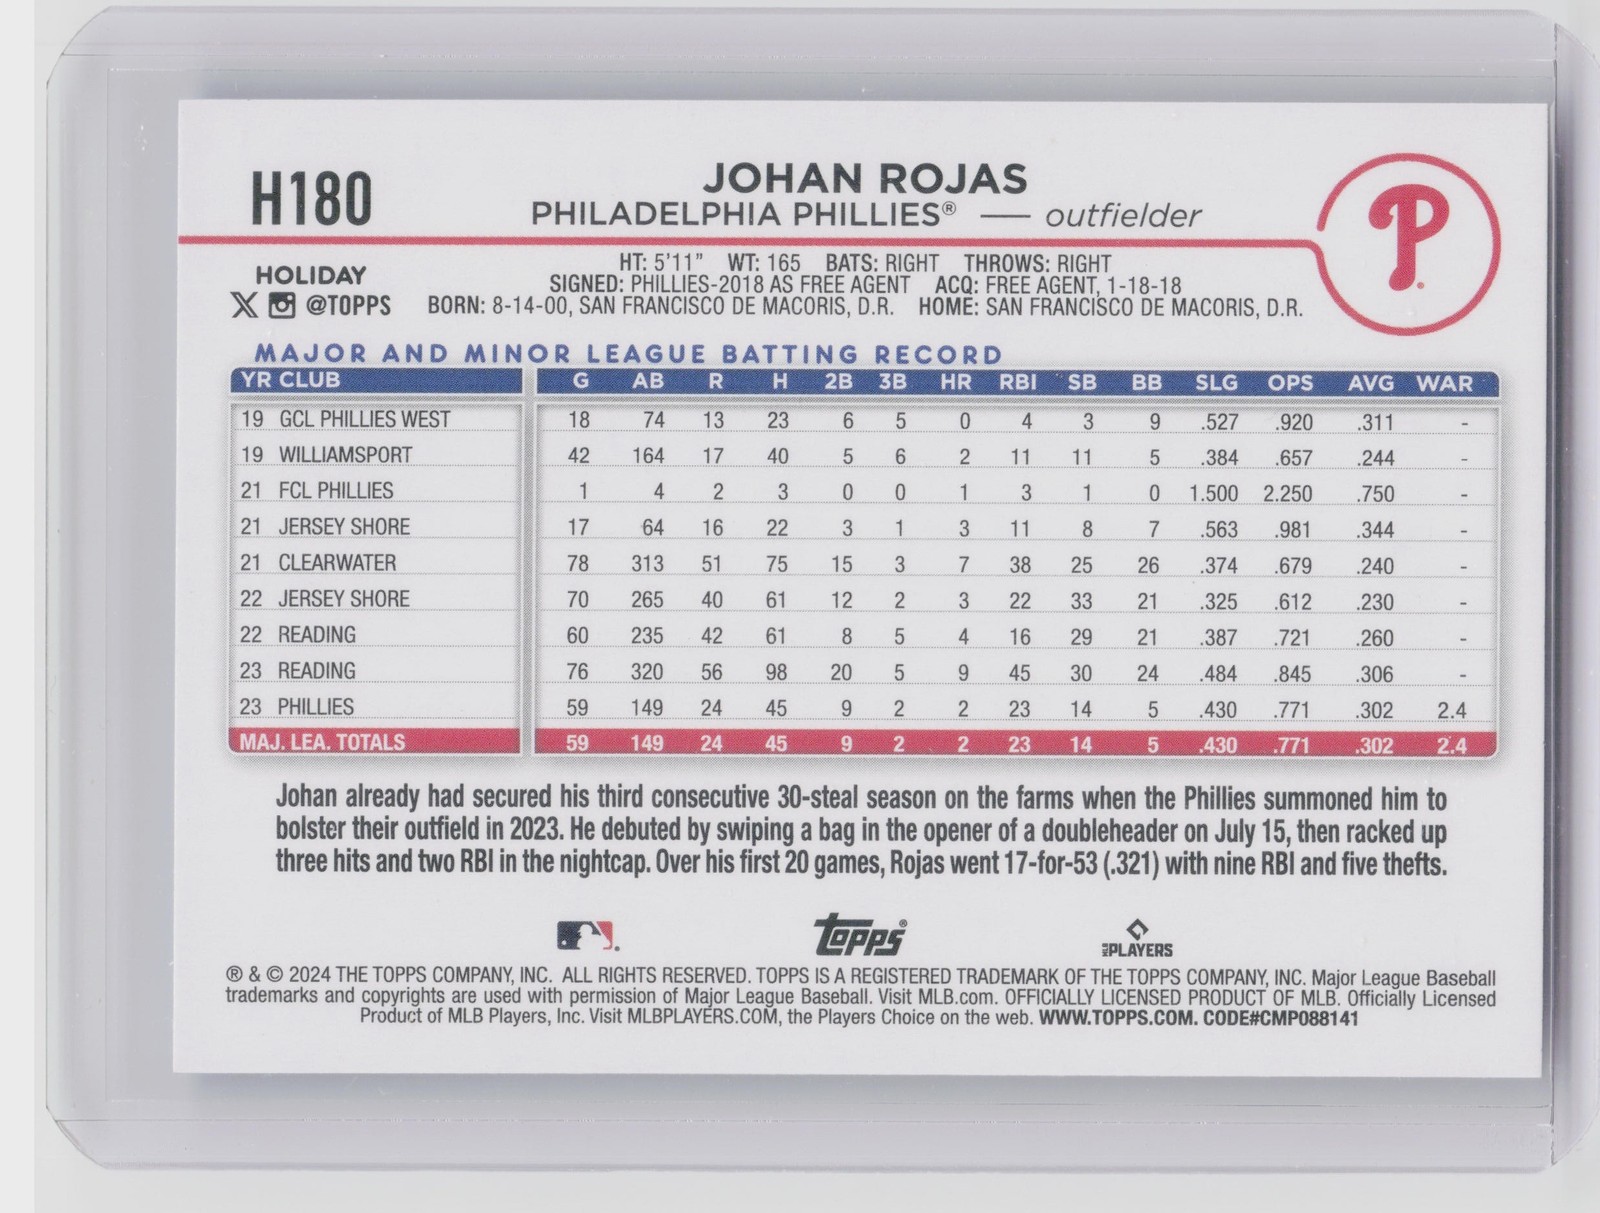 H180
JOHAN ROJAS
PHILADELPHIA PHILLIES® — outfielder
P
HOLIDAY
@TOPPS
HT: 5'11" WT: 165 BATS: RIGHT THROWS: RIGHT
SIGNED: PHILLIES-2018 AS FREE AGENT ACQ: FREE AGENT, 1-18-18
BORN: 8-14-00, SAN FRANCISCO DE MACORIS, D.R. HOME: SAN FRANCISCO DE MACORIS, D.R.
MAJOR AND MINOR LEAGUE BATTING RECORD
YR CLUB G AB R H 2B 3B HR RBI SB BB SLG OPS AVG WAR
19 GCL PHILLIES WEST 18 74 13 23 6 5 0 4 3 9 .527 .920 .311 -
19 WILLIAMSPORT 42 164 17 40 5 6 2 11 11 5 .384 .657 .244 -
21 FCL PHILLIES 1 4 2 3 0 0 1 3 1 0 1.500 2.250 .750 -
21 JERSEY SHORE 17 64 16 22 3 1 3 11 8 7 .563 .981 .344 -
21 CLEARWATER 78 313 51 75 15 3 7 38 25 26 .374 .679 .240 -
22 JERSEY SHORE 70 265 40 61 12 2 3 22 33 21 .325 .612 .230 -
22 READING 60 235 42 61 8 5 4 16 29 21 .387 .721 .260 -
23 READING 76 320 56 98 20 5 9 45 30 24 .484 .845 .306 -
23 PHILLIES 59 149 24 45 9 2 2 23 14 5 .430 .771 .302 2.4
MAJ. LEA. TOTALS 59 149 24 45 9 2 2 23 14 5 .430 .771 .302 2.4
Johan already had secured his third consecutive 30-steal season on the farms when the Phillies summoned him to
bolster their outfield in 2023. He debuted by swiping a bag in the opener of a doubleheader on July 15, then racked up
three hits and two RBI in the nightcap. Over his first 20 games, Rojas went 17-for-53 (.321) with nine RBI and five thefts.
Topps®
MLB PLAYERS
® & © 2024 THE TOPPS COMPANY, INC. ALL RIGHTS RESERVED. TOPPS IS A REGISTERED TRADEMARK OF THE TOPPS COMPANY, INC. Major League Baseball
trademarks and copyrights are used with permission of Major League Baseball. Visit MLB.com. OFFICIALLY LICENSED PRODUCT OF MLB. Officially Licensed
Product of MLB Players, Inc. Visit MLBPLAYERS.COM, the Players Choice on the web. WWW.TOPPS.COM. CODE#CMP088141